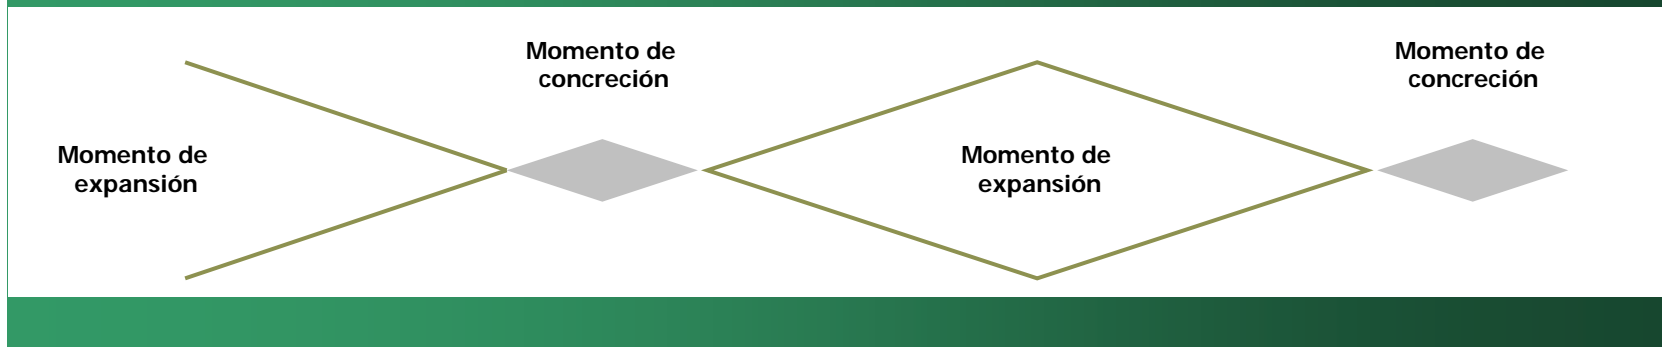 Momento de
expansión
Momento de
concreción
Momento de
expansión
Momento de
concreción